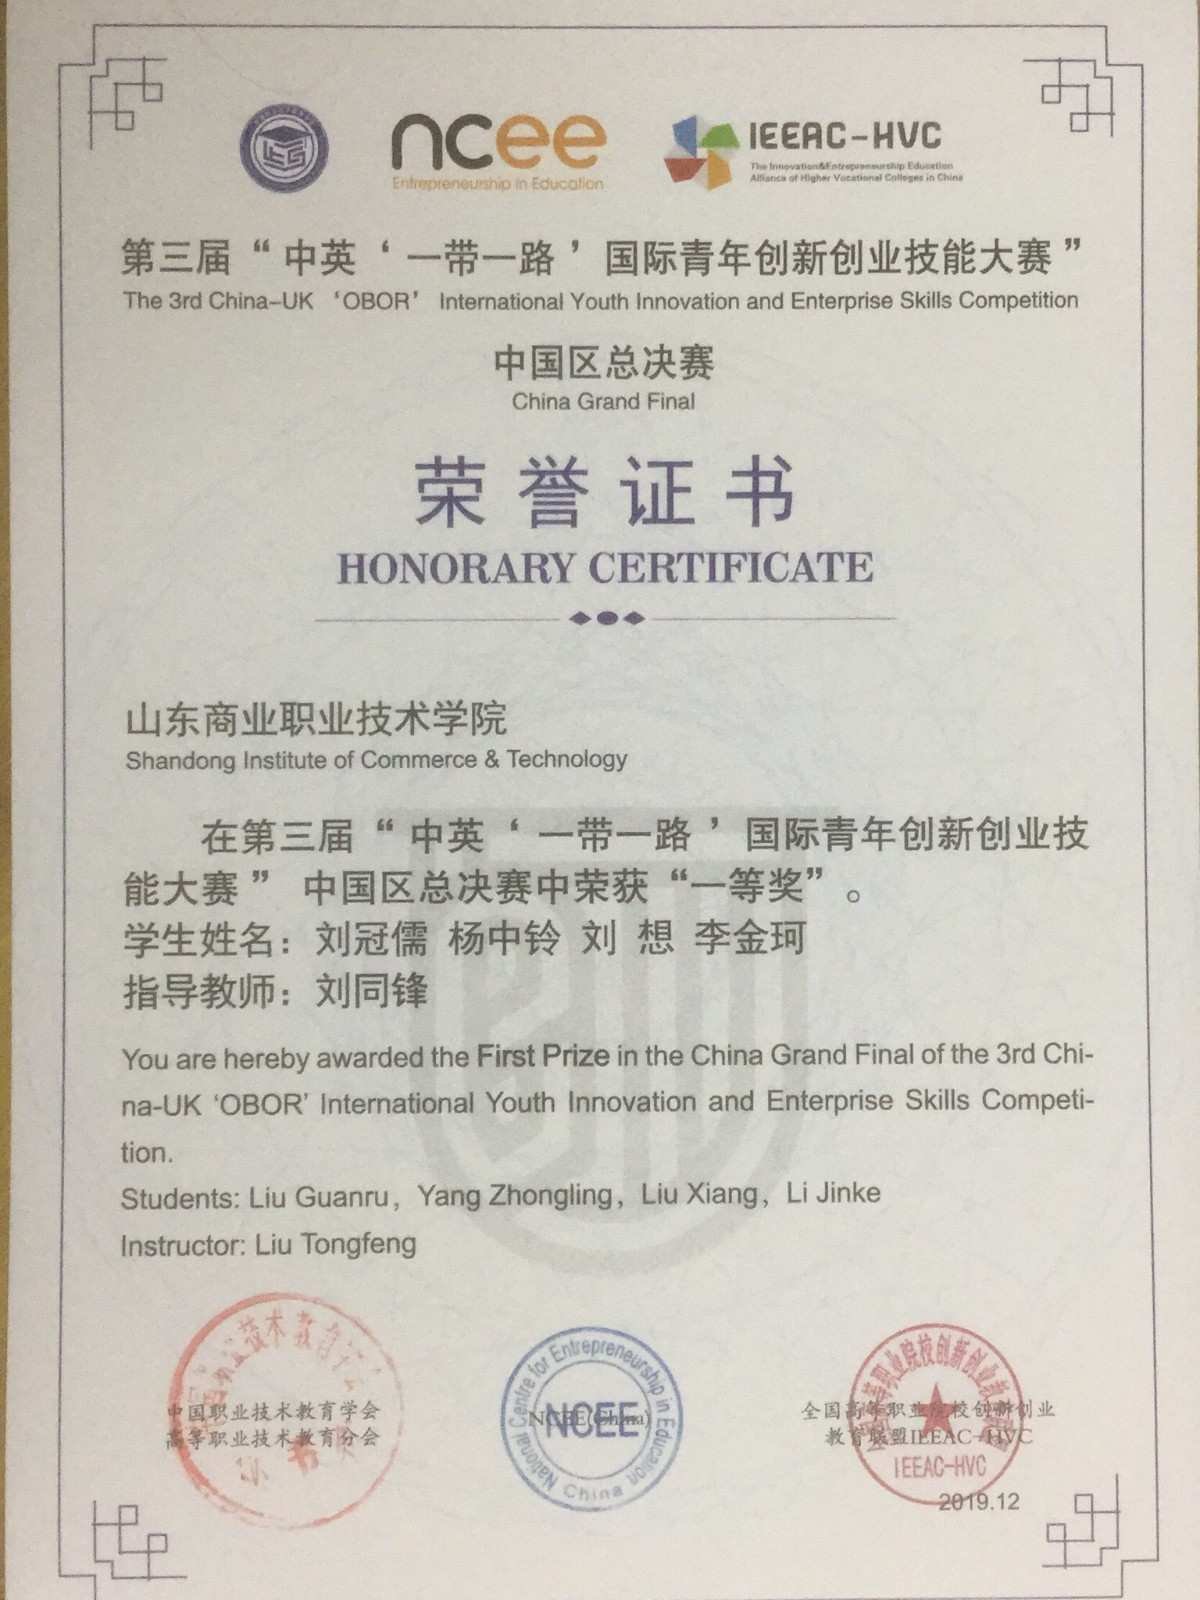 ncee
Entrepreneurship in Education
IEEAC-HVC
The Innovation&Entrepreneurship Education
Alliance of Higher Vocational Colleges in China
第三届“中英‘一带一路’国际青年创新创业技能大赛”
The 3rd China-UK ‘OBOR’ International Youth Innovation and Enterprise Skills Competition
中国区总决赛
China Grand Final
荣誉证书
HONORARY CERTIFICATE
山东商业职业技术学院
Shandong Institute of Commerce & Technology
在第三届“中英‘一带一路’国际青年创新创业技
能大赛” 中国区总决赛中荣获“一等奖”。
学生姓名：刘冠儒 杨中铃 刘 想 李金珂
指导教师：刘同锋
You are hereby awarded the First Prize in the China Grand Final of the 3rd Chi-
na-UK ‘OBOR’ International Youth Innovation and Enterprise Skills Competi-
tion.
Students: Liu Guanru, Yang Zhongling, Liu Xiang, Li Jinke
Instructor: Liu Tongfeng
中国职业技术教育学会
高等职业技术教育分会
National Centre for Entrepreneurship in Education
NCEE
NCEE(China)
China
全国高等职业院校创新创业
教育联盟IEEAC-HVC
IEEAC-HVC
2019.12